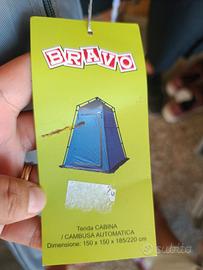 BRAVO
Tenda CABINA
/ CAMBUSA AUTOMATICA
Dimensione: 150 x 150 x 185/220 cm
subito